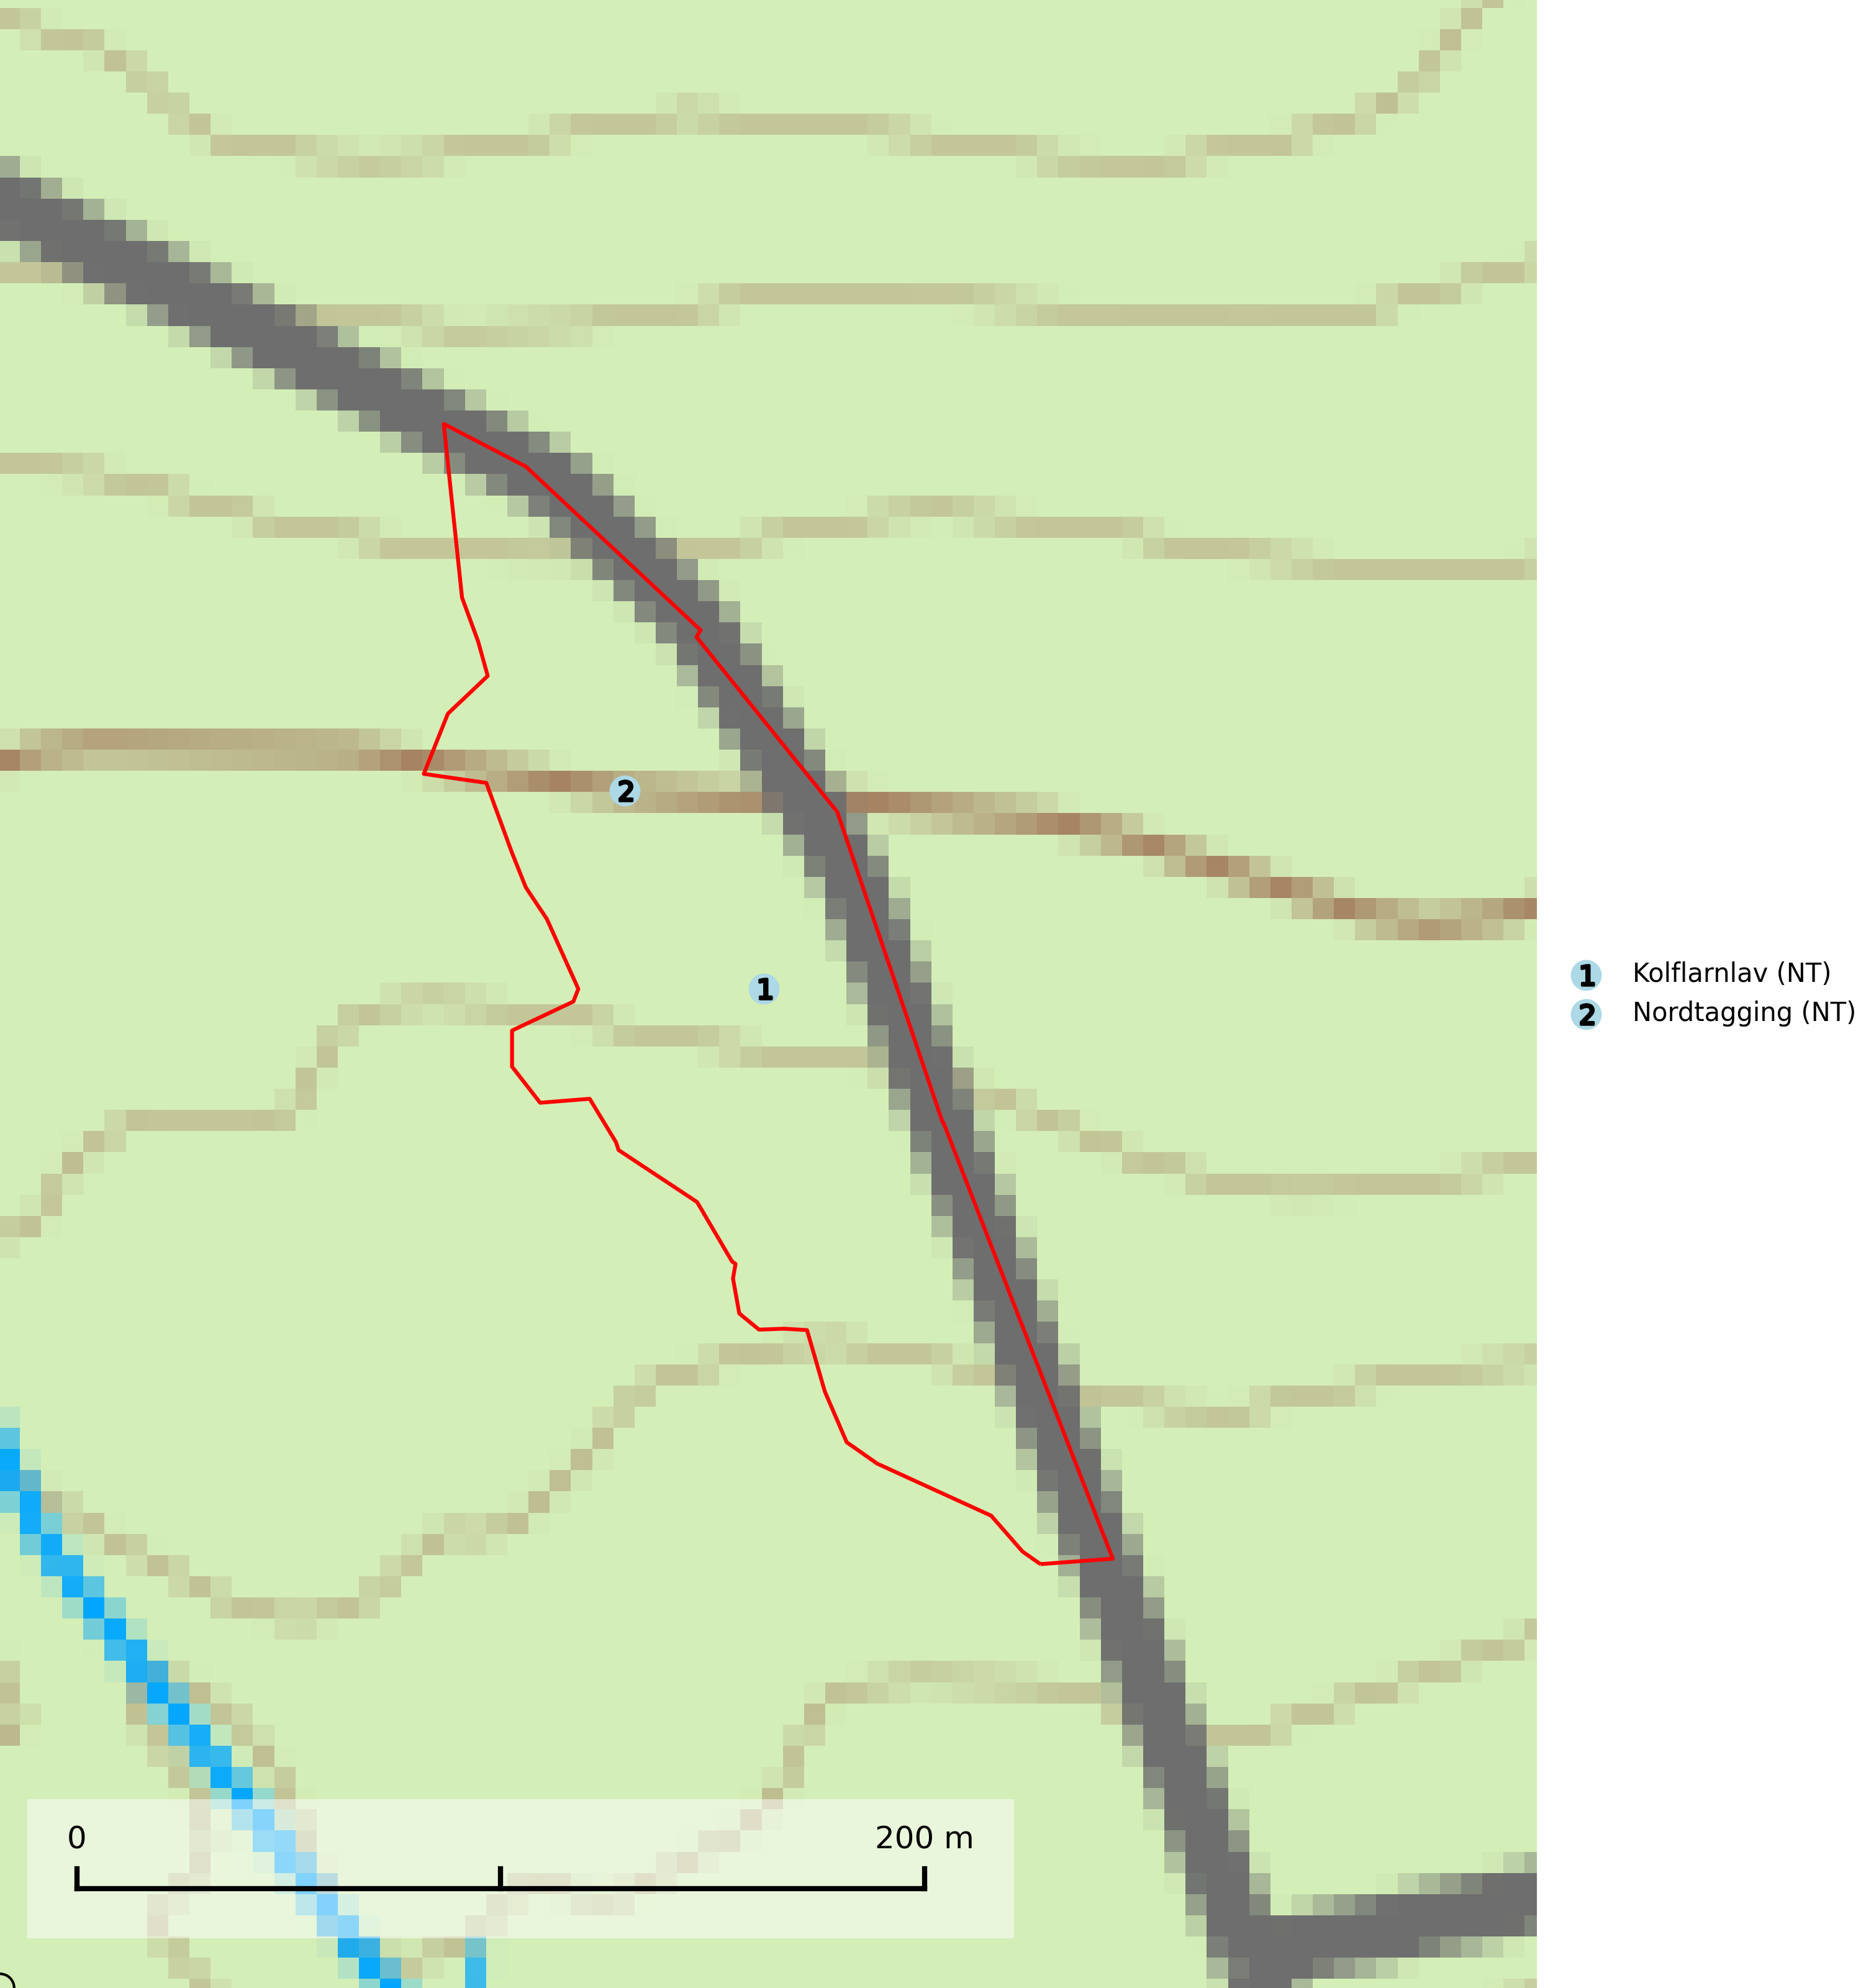 2
1
1 Kolflarnlav (NT)
2 Nordtagging (NT)
0 200 m